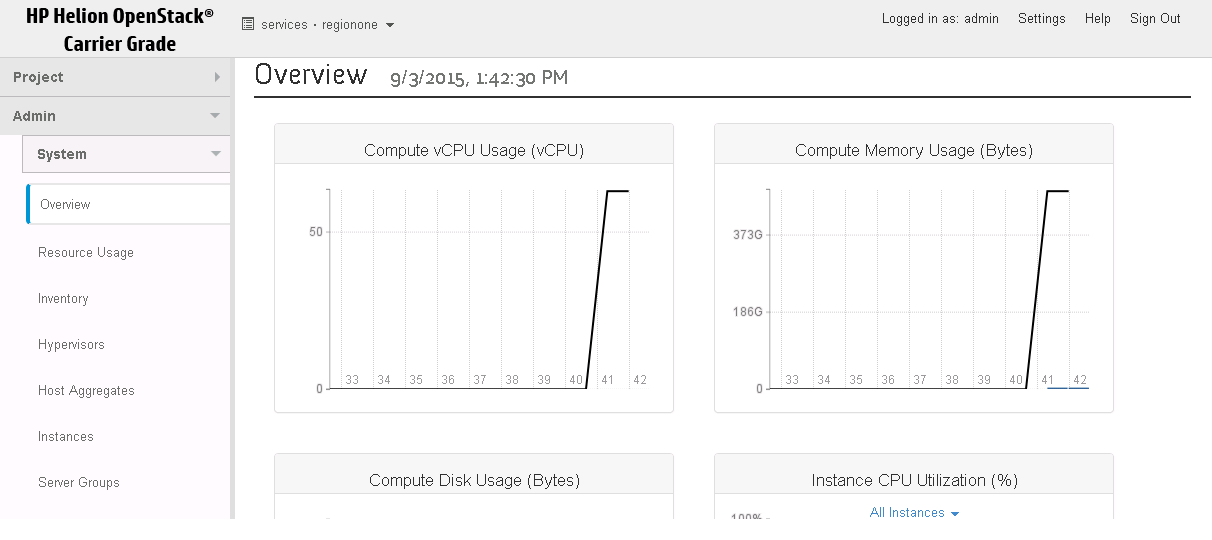 HP Helion OpenStack®
Carrier Grade
services • regionone
Logged in as: admin
Settings
Help
Sign Out
Project
Admin
System
Overview
Resource Usage
Inventory
Hypervisors
Host Aggregates
Instances
Server Groups
Overview 9/3/2015, 1:42:30 PM
Compute vCPU Usage (vCPU)
50
0
33 34 35 36 37 38 39 40 41 42
Compute Memory Usage (Bytes)
373G
186G
0
33 34 35 36 37 38 39 40 41 42
Compute Disk Usage (Bytes)
Instance CPU Utilization (%)
All Instances
100%